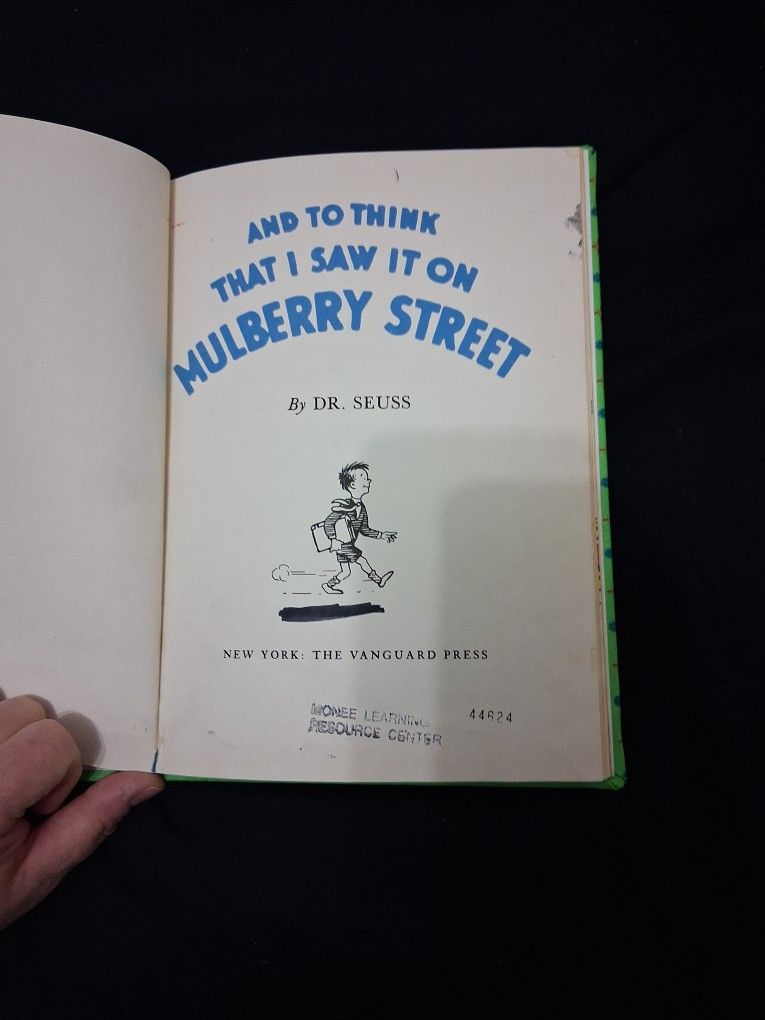 AND TO THINK
THAT I SAW IT ON
MULBERRY STREET
By DR. SEUSS
NEW YORK: THE VANGUARD PRESS
MONEE LEARNING 44624
RESOURCE CENTER